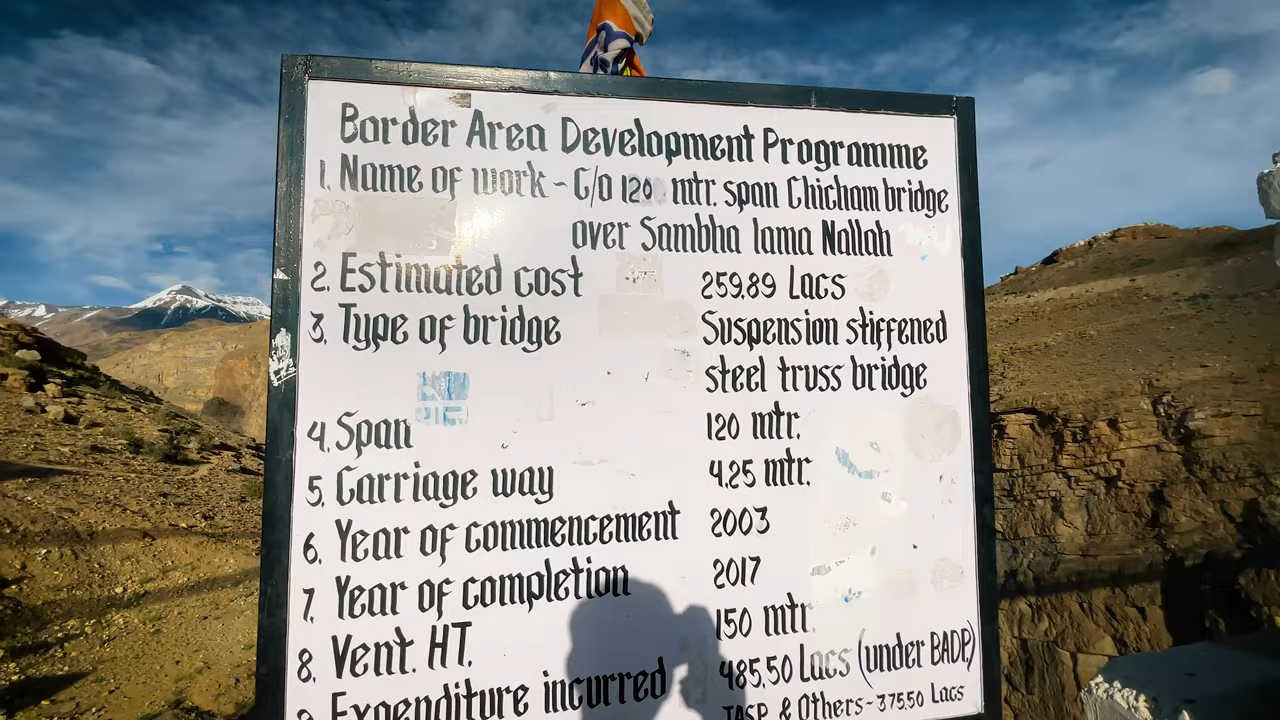 Border Area Development Programme
1. Name of work ~ C/o 120 mtr. span Chicham bridge
over Sambha lama Nallah
2. Estimated cost 259.89 Lacs
3. Type of bridge Suspension stiffened
steel truss bridge
4. Span 120 mtr.
5. Carriage way 4.25 mtr.
6. Year of commencement 2003
7. Year of completion 2017
8. Vent. HT. 150 mtr.
9 Expenditure incurred 485.50 Lacs (under BADP)
TASP & Others ~ 375.50 Lacs